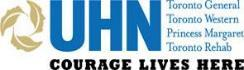 UHN
Toronto General
Toronto Western
Princess Margaret
Toronto Rehab
COURAGE LIVES HERE